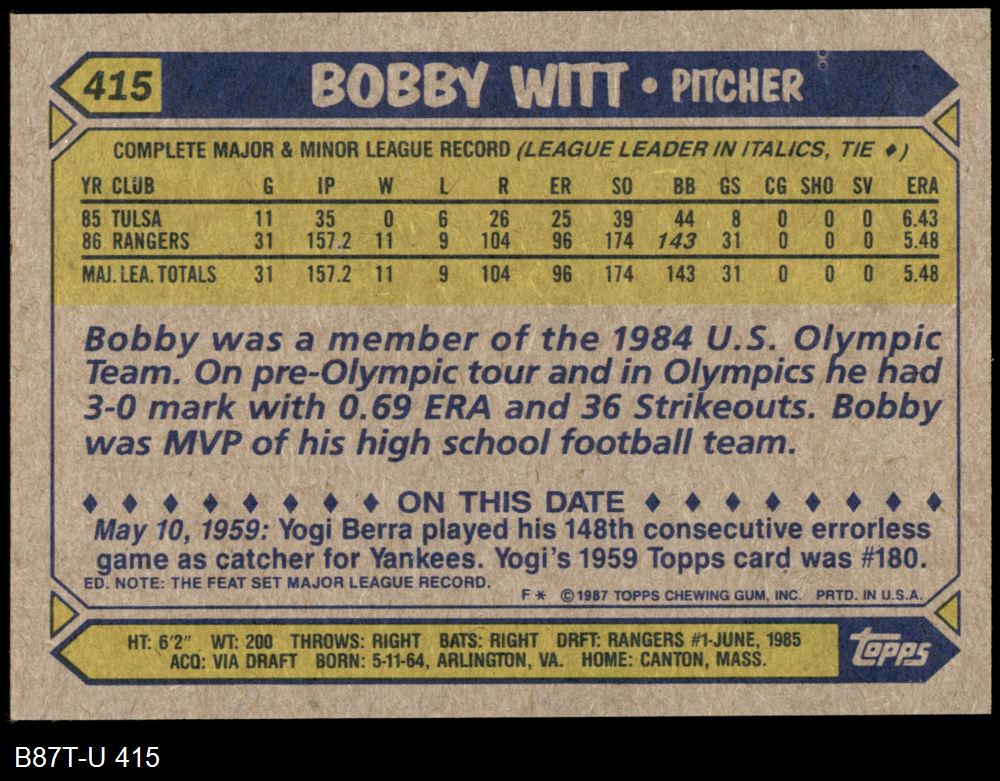 415
BOBBY WITT • PITCHER
COMPLETE MAJOR & MINOR LEAGUE RECORD (LEAGUE LEADER IN ITALICS, TIE ♦)
YR CLUB G IP W L R ER SO BB GS CG SHO SV ERA
85 TULSA 11 35 0 6 26 25 39 44 8 0 0 0 6.43
86 RANGERS 31 157.2 11 9 104 96 174 143 31 0 0 0 5.48
MAJ. LEA. TOTALS 31 157.2 11 9 104 96 174 143 31 0 0 0 5.48
Bobby was a member of the 1984 U.S. Olympic
Team. On pre-Olympic tour and in Olympics he had
3-0 mark with 0.69 ERA and 36 Strikeouts. Bobby
was MVP of his high school football team.
♦ ♦ ♦ ♦ ♦ ♦ ♦ ♦ ON THIS DATE ♦ ♦ ♦ ♦ ♦ ♦ ♦ ♦
May 10, 1959: Yogi Berra played his 148th consecutive errorless
game as catcher for Yankees. Yogi's 1959 Topps card was #180.
ED. NOTE: THE FEAT SET MAJOR LEAGUE RECORD.
F * ©1987 TOPPS CHEWING GUM, INC. PRTD. IN U.S.A.
HT: 6'2" WT: 200 THROWS: RIGHT BATS: RIGHT DRFT: RANGERS #1-JUNE, 1985
ACQ: VIA DRAFT BORN: 5-11-64, ARLINGTON, VA. HOME: CANTON, MASS.
Topps
B87T-U 415